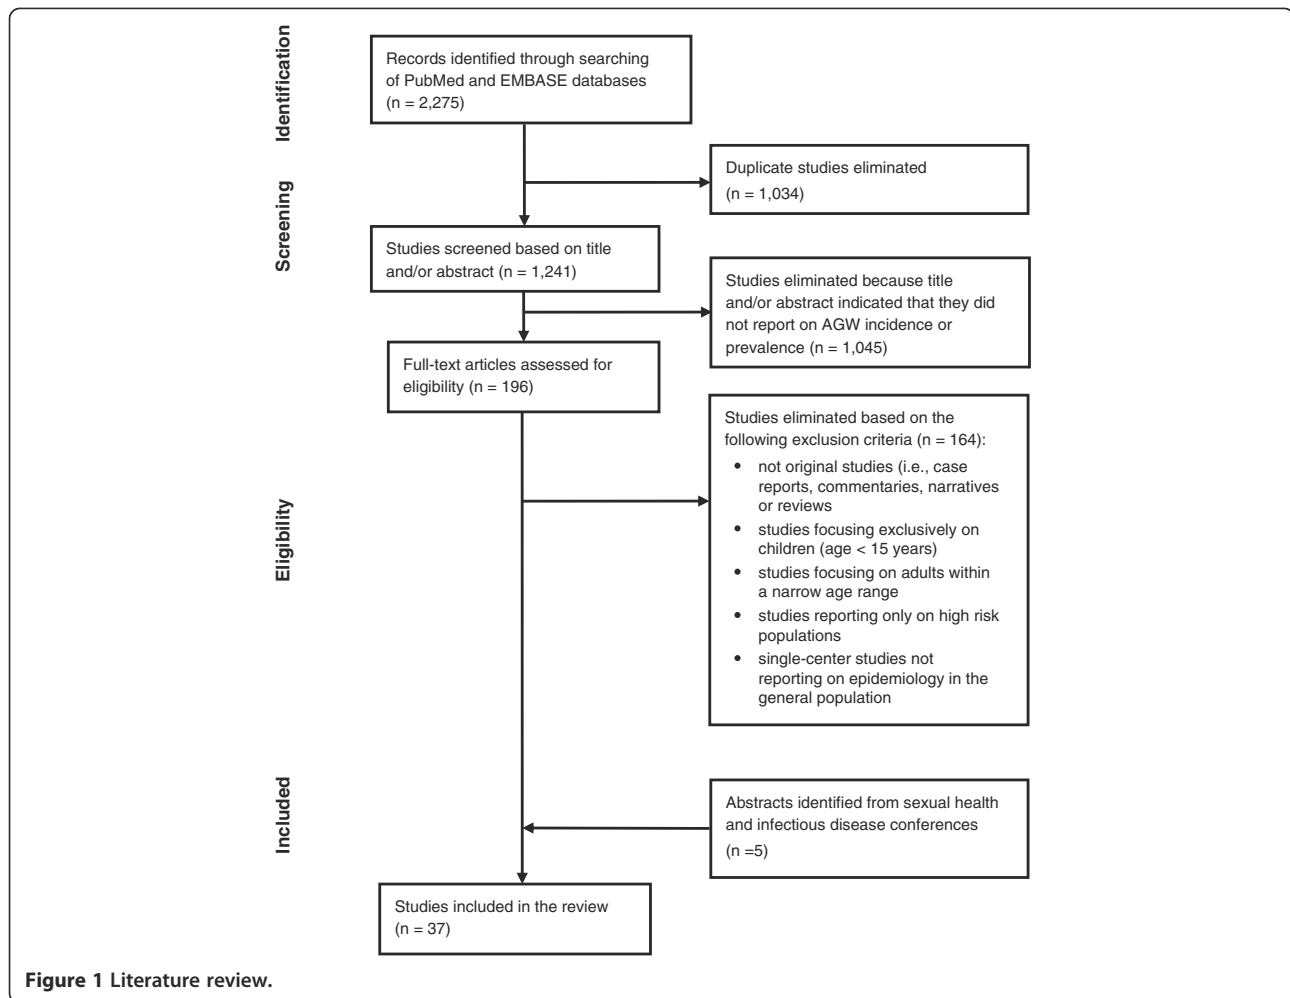 Identification
Records identified through searching
of PubMed and EMBASE databases
(n = 2,275)
Duplicate studies eliminated
(n = 1,034)
Screening
Studies screened based on title
and/or abstract (n = 1,241)
Studies eliminated because title
and/or abstract indicated that they did
not report on AGW incidence or
prevalence (n = 1,045)
Full-text articles assessed for
eligibility (n = 196)
Eligibility
Studies eliminated based on the
following exclusion criteria (n = 164):
• not original studies (i.e., case
reports, commentaries, narratives
or reviews
• studies focusing exclusively on
children (age < 15 years)
• studies focusing on adults within
a narrow age range
• studies reporting only on high risk
populations
• single-center studies not
reporting on epidemiology in the
general population
Included
Abstracts identified from sexual health
and infectious disease conferences
(n =5)
Studies included in the review
(n = 37)
Figure 1 Literature review.